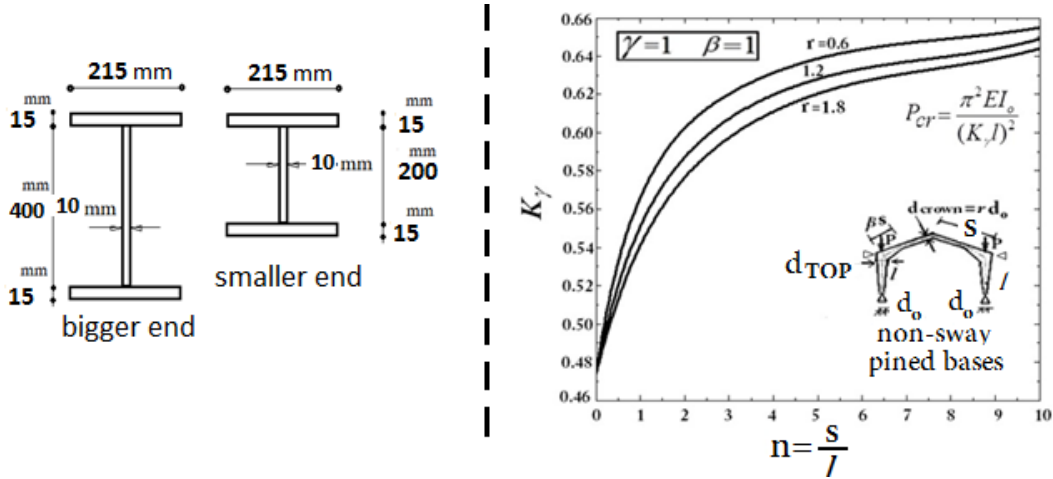 215 mm
215 mm
mm
15
mm
15
10 mm
mm
200
mm
400
10 mm
15
smaller end
mm
15
bigger end
0.66
0.64
0.62
0.60
0.58
0.56
0.54
0.52
0.50
0.48
0.46
Kγ
γ=1 β=1
r=0.6
1.2
r=1.8
Pcr = π²EIo / (Kγl)²
dcrown=r do
βs
S
P
P
dTOP
l
l
do
do
non-sway
pined bases
0 1 2 3 4 5 6 7 8 9 10
n= s/l